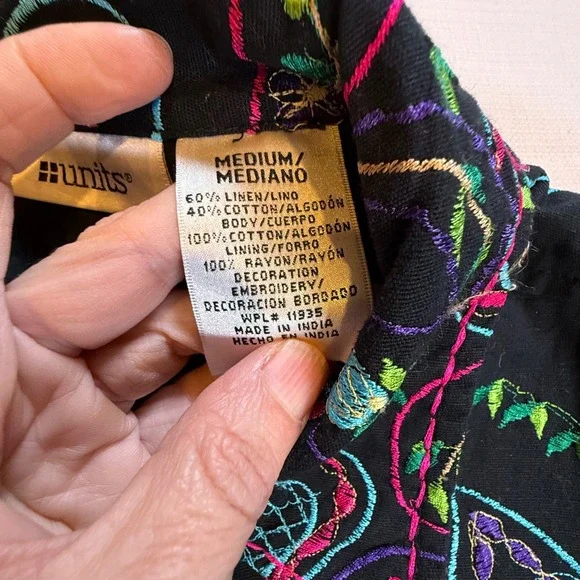 units®
MEDIUM/
MEDIANO
60% LINEN/LINO
40% COTTON/ALGODÓN
BODY/CUERPO
100% COTTON/ALGODÓN
LINING/FORRO
100% RAYON/RAYÓN
DECORATION
EMBROIDERY/
DECORACION BORDADO
WPL# 11935
MADE IN INDIA
HECHO EN INDIA